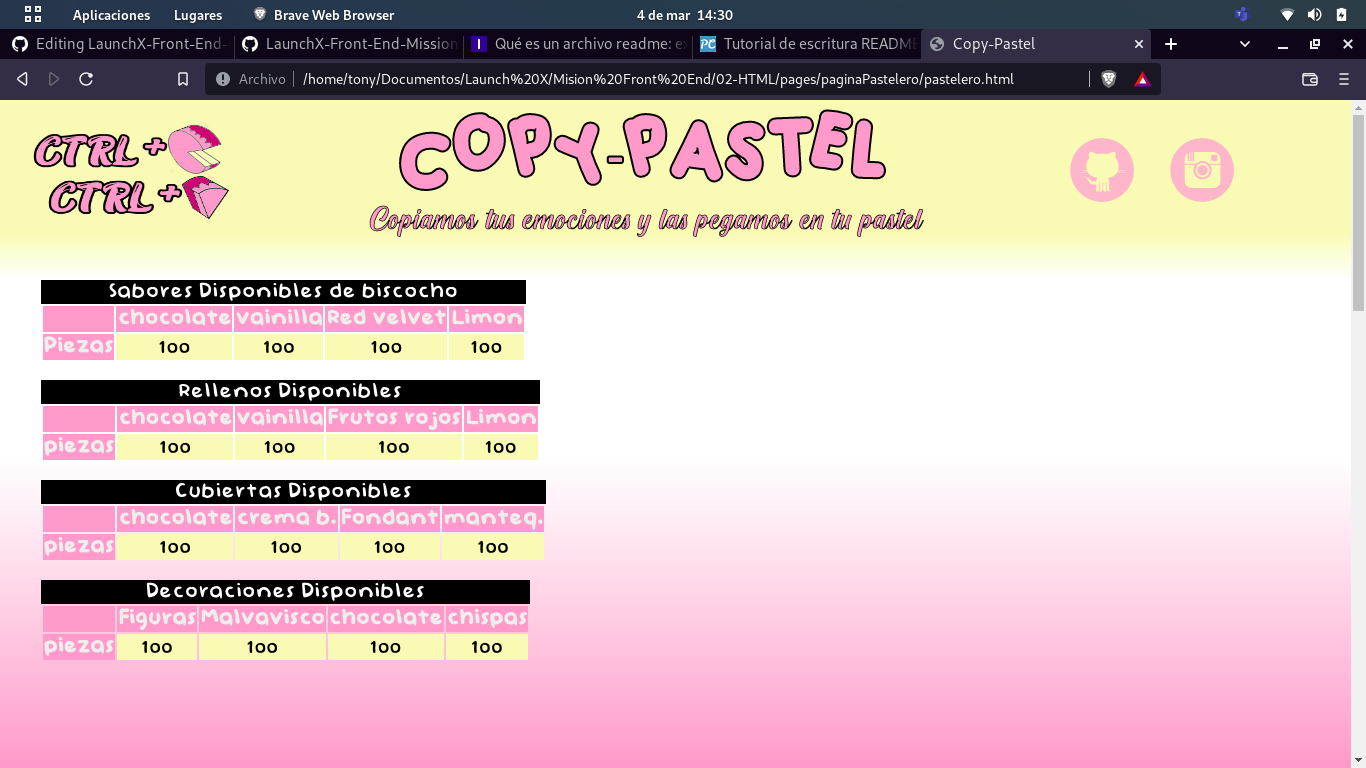 Aplicaciones Lugares Brave Web Browser 4 de mar 14:30
Editing LaunchX-Front-End- LaunchX-Front-End-Mission Qué es un archivo readme: e Tutorial de escritura README Copy-Pastel
Archivo /home/tony/Documentos/Launch%20X/Mision%20Front%20End/02-HTML/pages/paginaPastelero/pastelero.html
CTRL+
CTRL+
COPY-PASTEL
Copiamos tus emociones y las pegamos en tu pastel
Sabores Disponibles de biscocho
chocolate vainilla Red velvet Limon
Piezas 100 100 100 100
Rellenos Disponibles
chocolate vainilla Frutos rojos Limon
piezas 100 100 100 100
Cubiertas Disponibles
chocolate crema b. Fondant manteq.
piezas 100 100 100 100
Decoraciones Disponibles
Figuras Malvavisco chocolate chispas
piezas 100 100 100 100